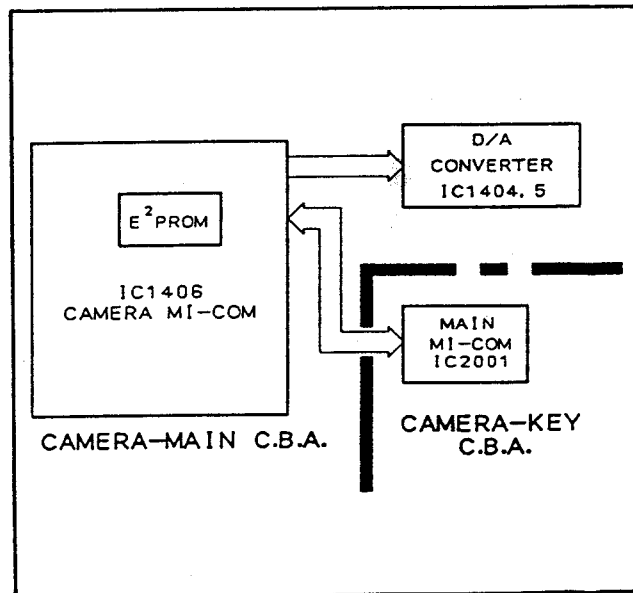 D/A
CONVERTER
IC1404.5
E²PROM
IC1406
CAMERA MI-COM
MAIN
MI-COM
IC2001
CAMERA-MAIN C.B.A.
CAMERA-KEY
C.B.A.